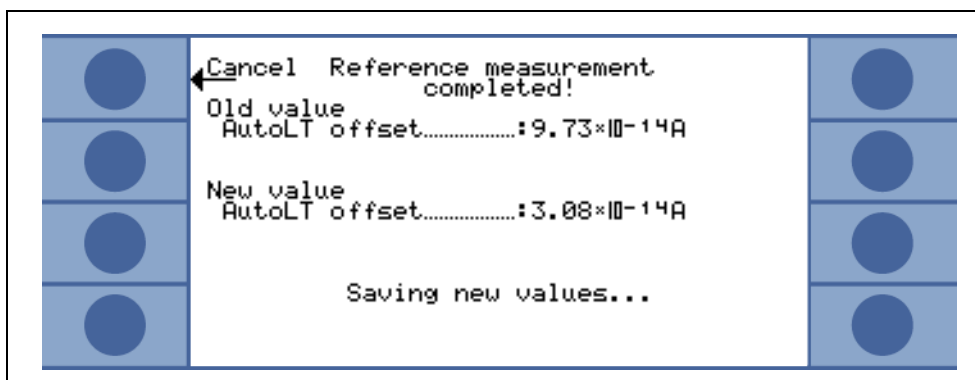 Cancel Reference measurement
completed!
Old value
AutoLT offset................:9.73×10-14A
New value
AutoLT offset................:3.08×10-14A
Saving new values...